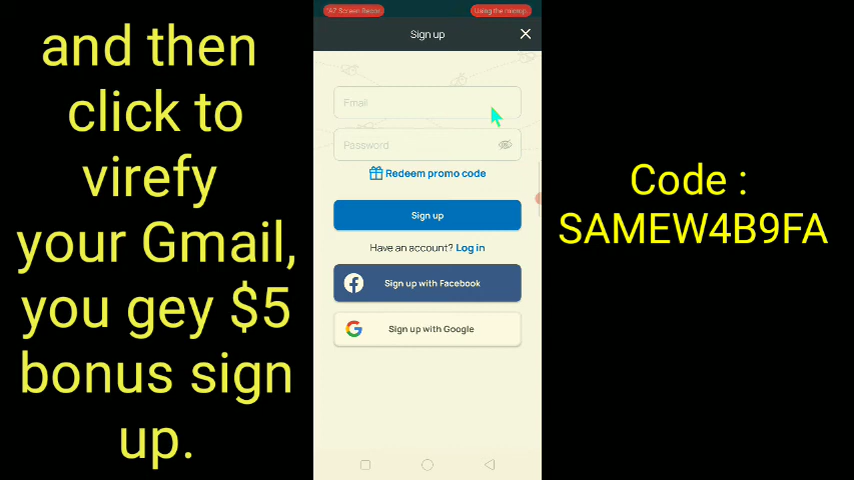 and then
click to
virefy
your Gmail,
you gey $5
bonus sign
up.
Sign up
Email
Password
Redeem promo code
Sign up
Have an account? Log in
Sign up with Facebook
Sign up with Google
Code :
SAMEW4B9FA